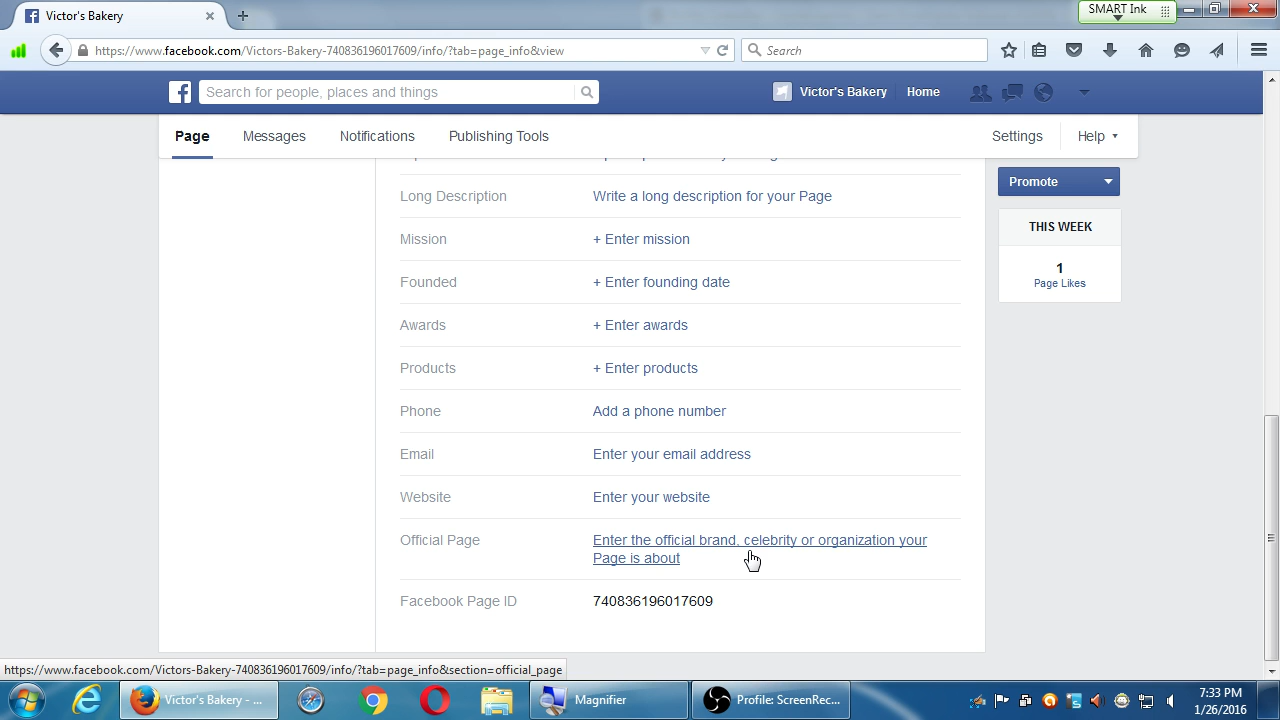 Victor's Bakery
SMART Ink
https://www.facebook.com/Victors-Bakery-740836196017609/info/?tab=page_info&view
Search
Search for people, places and things
Victor's Bakery
Home
Page
Messages
Notifications
Publishing Tools
Settings
Help
Long Description
Write a long description for your Page
Promote
Mission
+ Enter mission
THIS WEEK
1
Page Likes
Founded
+ Enter founding date
Awards
+ Enter awards
Products
+ Enter products
Phone
Add a phone number
Email
Enter your email address
Website
Enter your website
Official Page
Enter the official brand, celebrity or organization your
Page is about
Facebook Page ID
740836196017609
https://www.facebook.com/Victors-Bakery-740836196017609/info/?tab=page_info&section=official_page
Victor's Bakery - ...
Magnifier
Profile: ScreenRec...
7:33 PM
1/26/2016